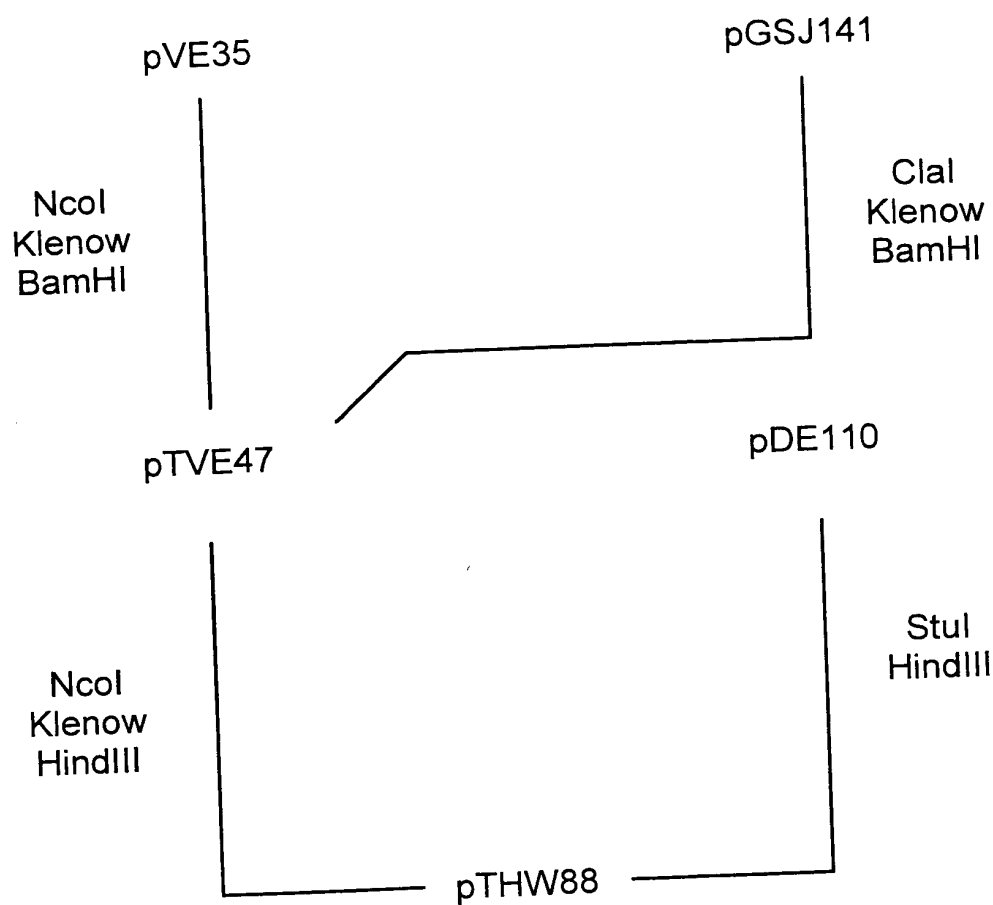 pVE35
pGSJ141
NcoI
Klenow
BamHI
ClaI
Klenow
BamHI
pTVE47
pDE110
NcoI
Klenow
HindIII
StuI
HindIII
pTHW88